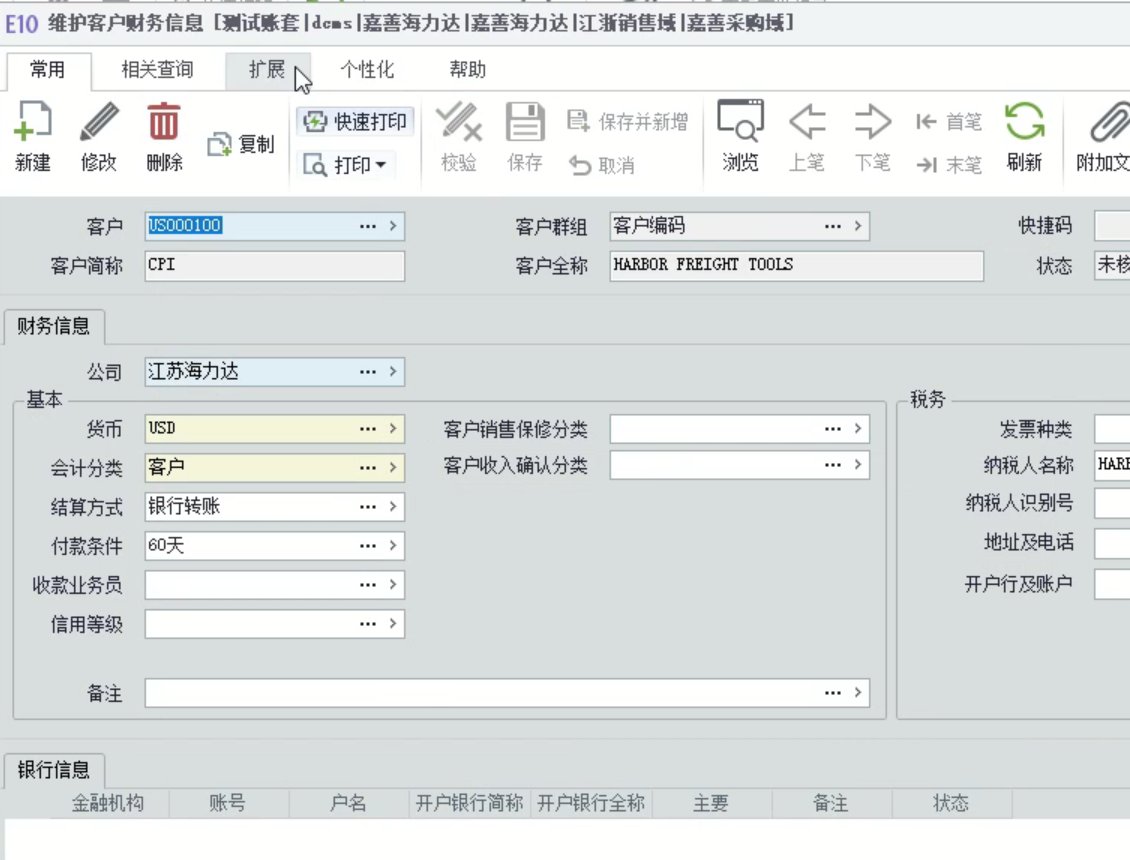 E10 维护客户财务信息 [测试账套|dcms|嘉善海力达|嘉善海力达|江浙销售域|嘉善采购域]
常用 相关查询 扩展 个性化 帮助
新建 修改 删除 复制 快速打印 打印 校验 保存 保存并新增 取消 浏览 上笔 下笔 首笔 末笔 刷新 附加文
客户 US000100 客户群组 客户编码 快捷码
客户简称 CPI 客户全称 HARBOR FREIGHT TOOLS 状态 未核
财务信息
公司 江苏海力达
基本 税务
货币 USD 客户销售保修分类 发票种类
会计分类 客户 客户收入确认分类 纳税人名称 HARB
结算方式 银行转账 纳税人识别号
付款条件 60天 地址及电话
收款业务员 开户行及账户
信用等级
备注
银行信息
金融机构 账号 户名 开户银行简称 开户银行全称 主要 备注 状态